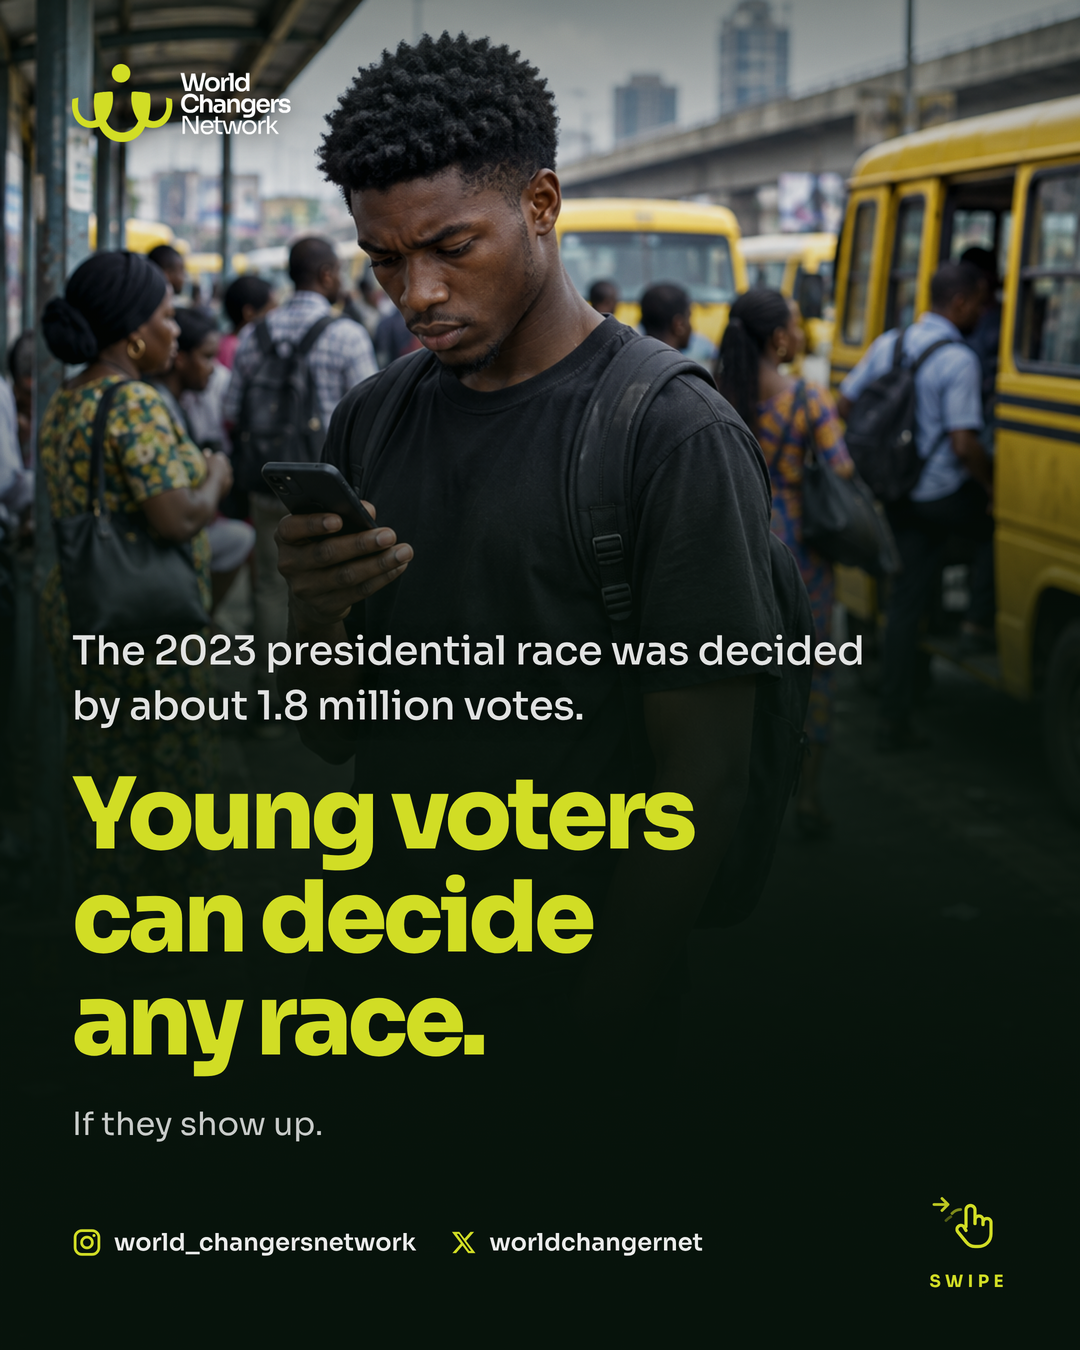 World
Changers
Network
The 2023 presidential race was decided
by about 1.8 million votes.
Young voters
can decide
any race.
If they show up.
world_changersnetwork
worldchangernet
SWIPE